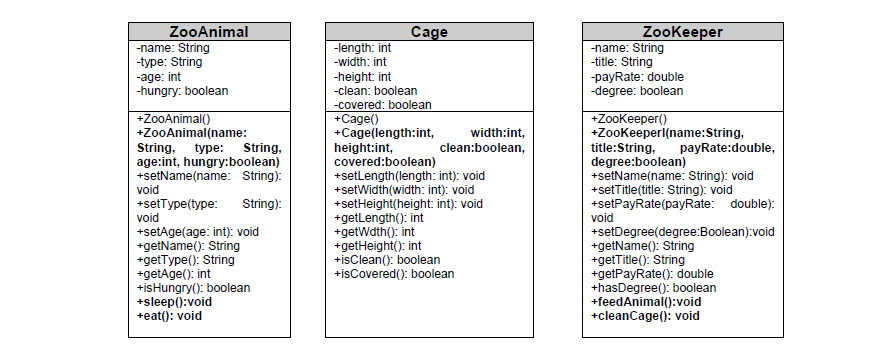 ZooAnimal
-name: String
-type: String
-age: int
-hungry: boolean
+ZooAnimal()
+ZooAnimal(name:
String, type: String,
age:int, hungry:boolean)
+setName(name: String):
void
+setType(type: String):
void
+setAge(age: int): void
+getName(): String
+getType(): String
+getAge(): int
+isHungry(): boolean
+sleep():void
+eat(): void
Cage
-length: int
-width: int
-height: int
-clean: boolean
-covered: boolean
+Cage()
+Cage(length:int, width:int,
height:int, clean:boolean,
covered:boolean)
+setLength(length: int): void
+setWidth(width: int): void
+setHeight(height: int): void
+getLength(): int
+getWdth(): int
+getHeight(): int
+isClean(): boolean
+isCovered(): boolean
ZooKeeper
-name: String
-title: String
-payRate: double
-degree: boolean
+ZooKeeper()
+ZooKeeperl(name:String,
title:String, payRate:double,
degree:boolean)
+setName(name: String): void
+setTitle(title: String): void
+setPayRate(payRate: double):
void
+setDegree(degree:Boolean):void
+getName(): String
+getTitle(): String
+getPayRate(): double
+hasDegree(): boolean
+feedAnimal():void
+cleanCage(): void